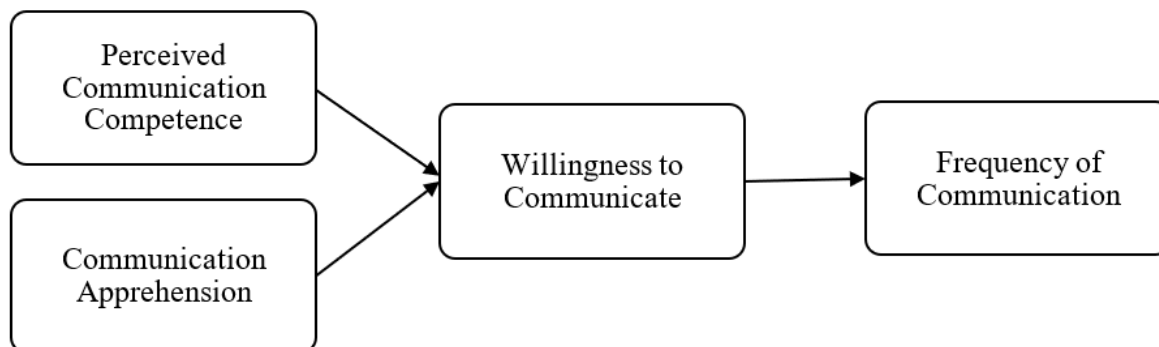 Perceived
Communication
Competence
Communication
Apprehension
Willingness to
Communicate
Frequency of
Communication